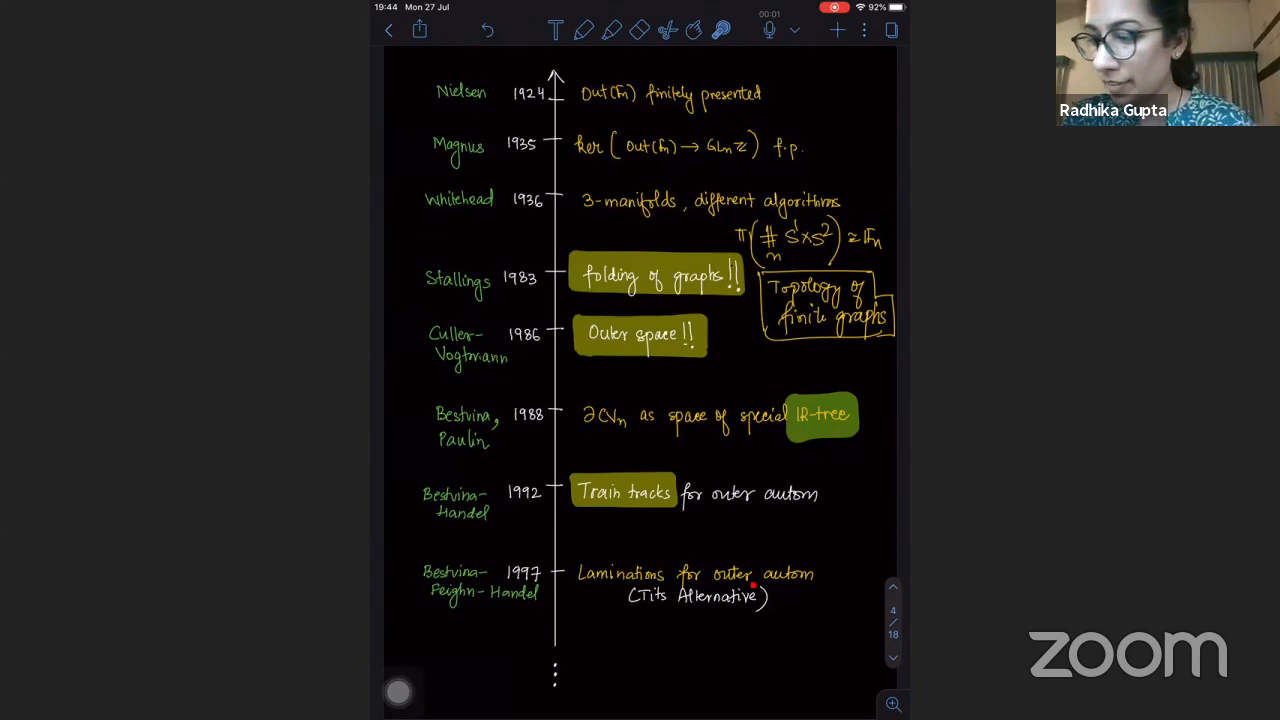 19:44 Mon 27 Jul
00:01
92%
Radhika Gupta
Nielsen 1924 Out(Fn) finitely presented
Magnus 1935 ker (Out(Fn) → GLnℤ) f.p.
Whitehead 1936 3-manifolds, different algorithms
π(#n S¹×S²) ≃ Fn
Stallings 1983 folding of graphs!!
Topology of
finite graphs
Culler- 1986 Outer space!!
Vogtmann
Bestvina, 1988 ∂CVn as space of special IR-tree
Paulin
Bestvina- 1992 Train tracks for outer autom
Handel
Bestvina- 1997 Laminations for outer autom
Feighn-Handel (Tits Alternative)
4
/
18
zoom